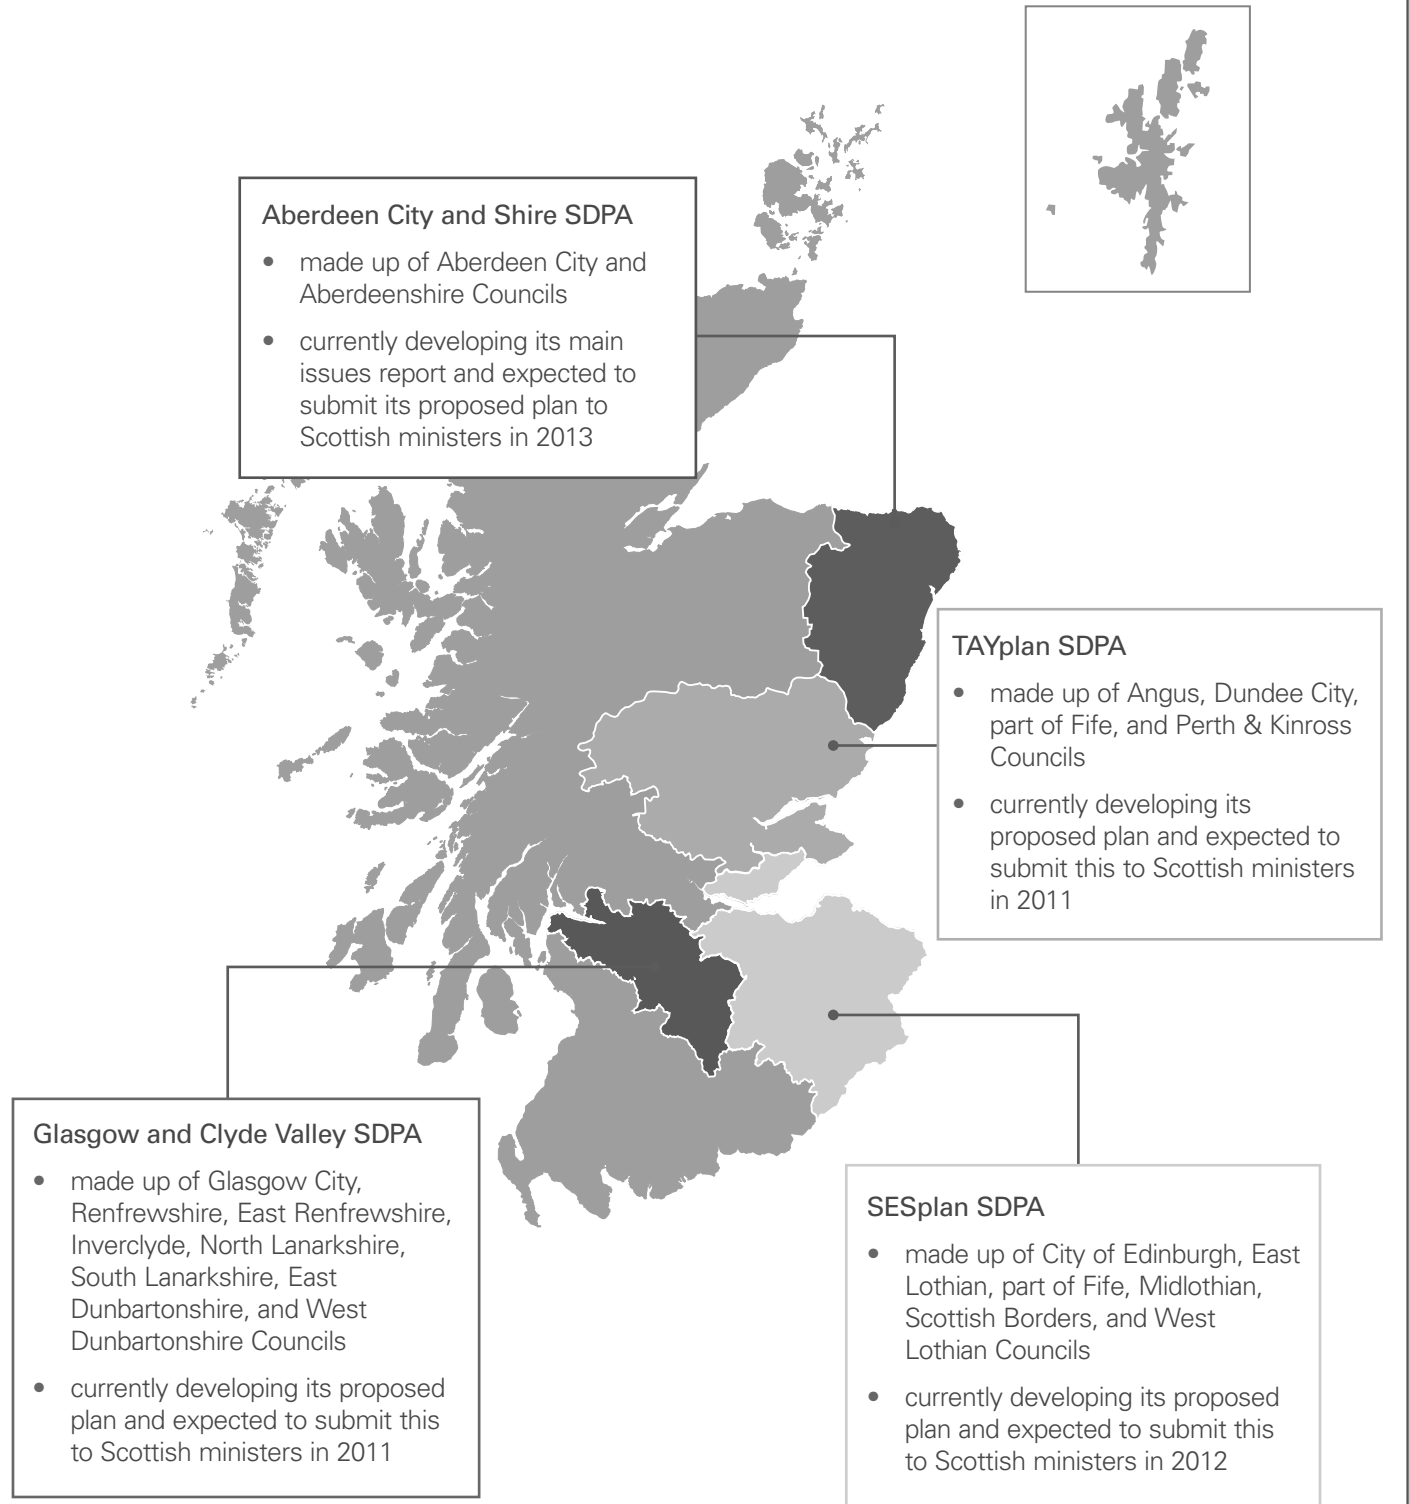 Aberdeen City and Shire SDPA
• made up of Aberdeen City and
Aberdeenshire Councils
• currently developing its main
issues report and expected to
submit its proposed plan to
Scottish ministers in 2013
TAYplan SDPA
• made up of Angus, Dundee City,
part of Fife, and Perth & Kinross
Councils
• currently developing its
proposed plan and expected to
submit this to Scottish ministers
in 2011
Glasgow and Clyde Valley SDPA
• made up of Glasgow City,
Renfrewshire, East Renfrewshire,
Inverclyde, North Lanarkshire,
South Lanarkshire, East
Dunbartonshire, and West
Dunbartonshire Councils
• currently developing its proposed
plan and expected to submit this
to Scottish ministers in 2011
SESplan SDPA
• made up of City of Edinburgh, East
Lothian, part of Fife, Midlothian,
Scottish Borders, and West
Lothian Councils
• currently developing its proposed
plan and expected to submit this
to Scottish ministers in 2012